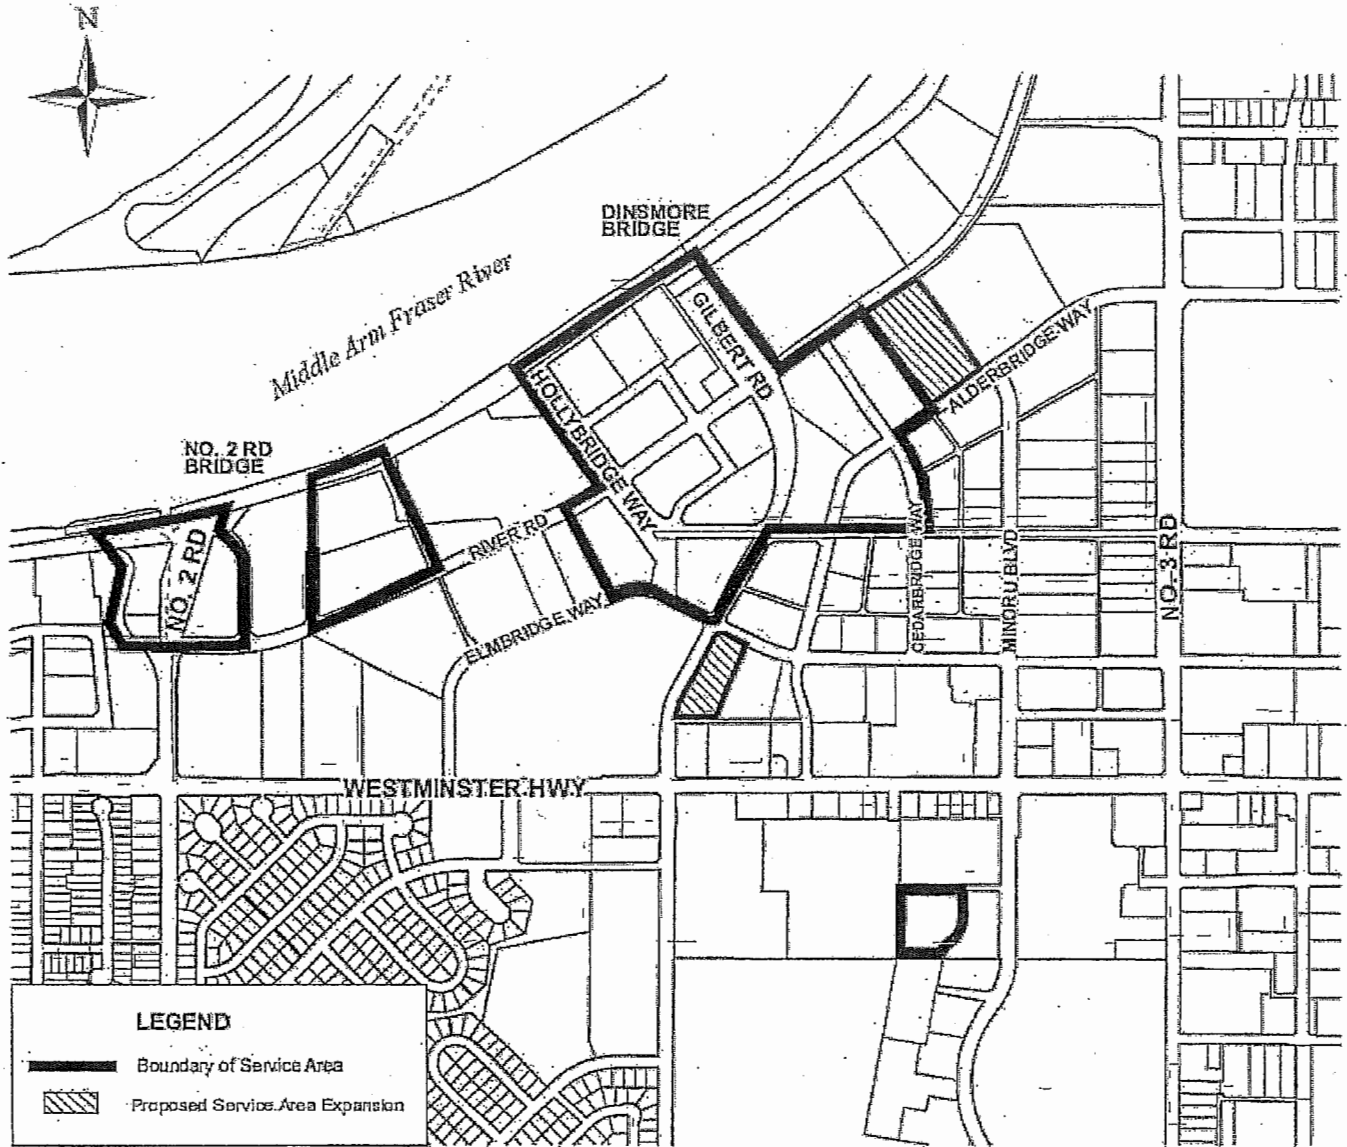 N
DINSMORE
BRIDGE
Middle Arm Fraser River
GILBERT RD
ALDERBRIDGE WAY
HOLLYBRIDGE WAY
NO. 2 RD
BRIDGE
NO. 2 RD
RIVER RD
ELMBRIDGE WAY
CEDARBRIDGE WAY
MINORU BLVD
NO. 3 RD
WESTMINSTER HWY
LEGEND
Boundary of Service Area
Proposed Service Area Expansion